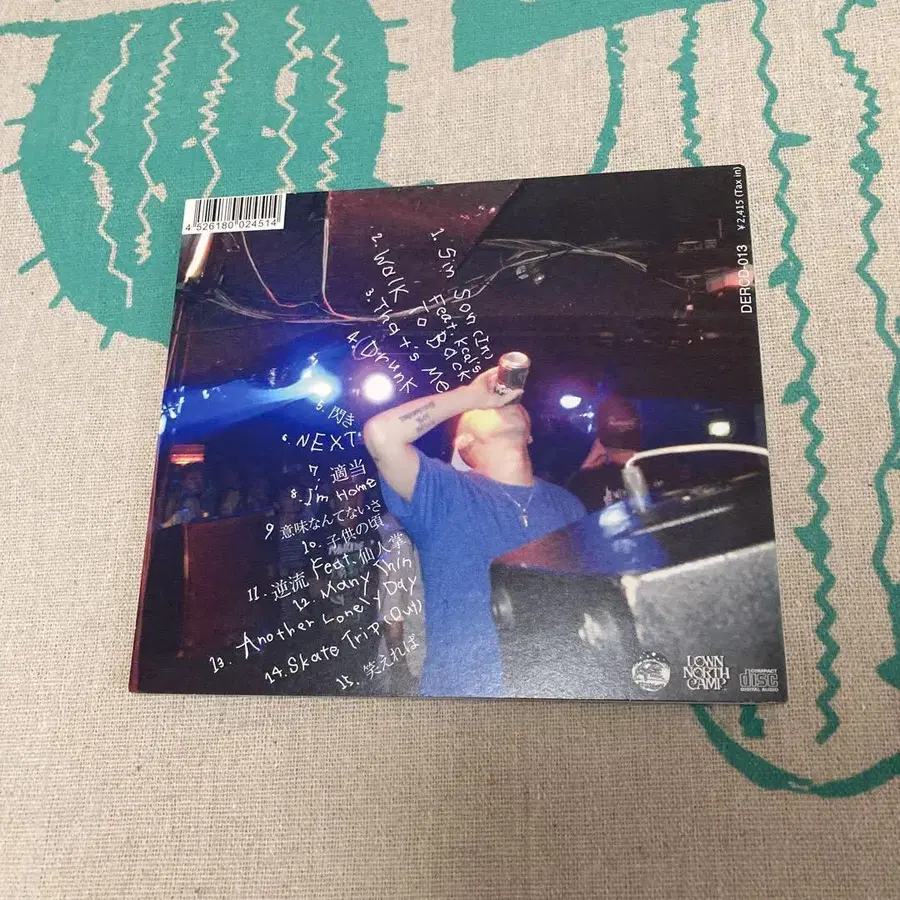 4 526180 024514
¥2,415 (Tax in)
DERCD-013
1. Sin Son (In)
Feat. Kcal's
2. Walk To Back
3. That's Me
4. Drunk
5. 閃き
6. NEXT
7. 適当
8. I'm Home
9 意味なんてないさ
10. 子供の頃
11. 逆流 Feat. 仙人掌
12. Many Thin
13. Another Lonely Day
14. Skate Trip (Out)
15. 笑えれば
LOWN
NORTH
CAMP
COMPACT
disc
DIGITAL AUDIO